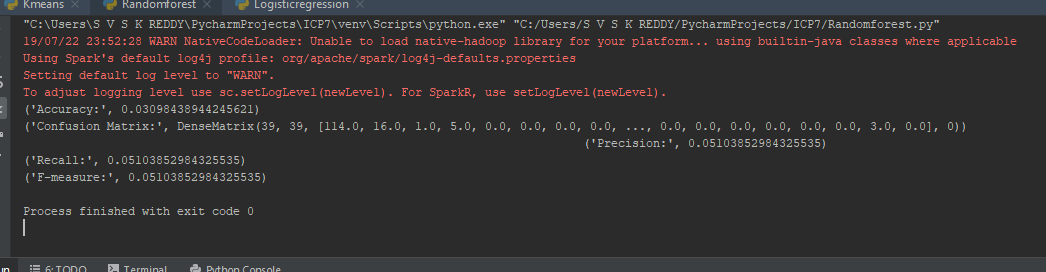 Kmeans Randomforest Logisticregression
"C:\Users\S V S K REDDY\PycharmProjects\ICP7\venv\Scripts\python.exe" "C:/Users/S V S K REDDY/PycharmProjects/ICP7/Randomforest.py"
19/07/22 23:52:28 WARN NativeCodeLoader: Unable to load native-hadoop library for your platform... using builtin-java classes where applicable
Using Spark's default log4j profile: org/apache/spark/log4j-defaults.properties
Setting default log level to "WARN".
To adjust logging level use sc.setLogLevel(newLevel). For SparkR, use setLogLevel(newLevel).
('Accuracy:', 0.03098438944245621)
('Confusion Matrix:', DenseMatrix(39, 39, [114.0, 16.0, 1.0, 5.0, 0.0, 0.0, 0.0, 0.0, ..., 0.0, 0.0, 0.0, 0.0, 0.0, 0.0, 3.0, 0.0], 0))
('Precision:', 0.05103852984325535)
('Recall:', 0.05103852984325535)
('F-measure:', 0.05103852984325535)
Process finished with exit code 0
6: TODO Terminal Python Console